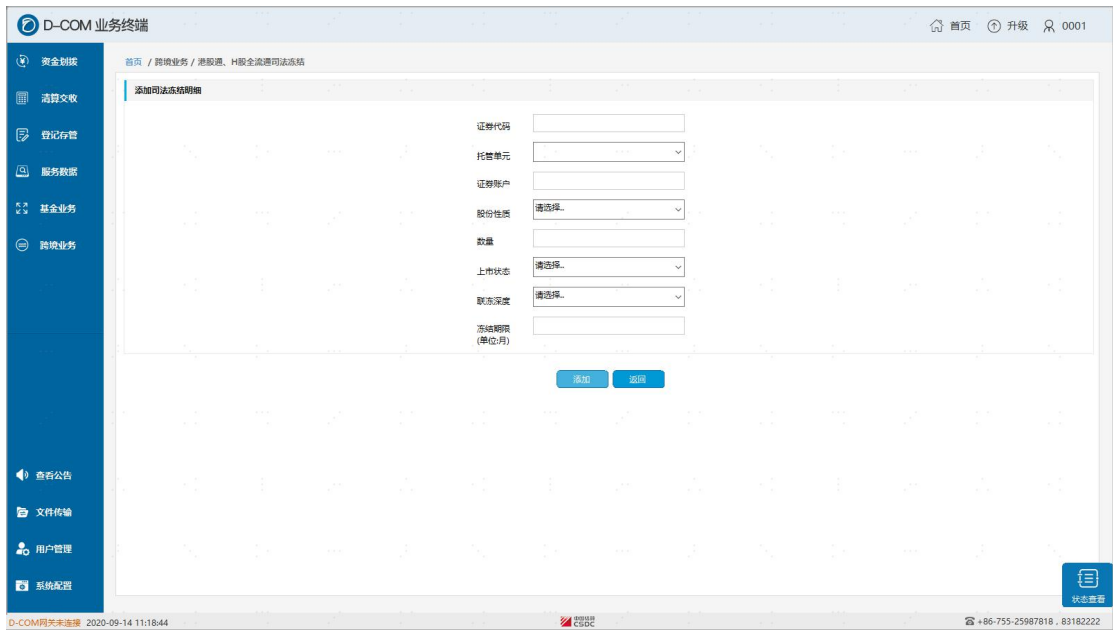 D-COM 业务终端
首页 升级 0001
资金划拨
清算交收
登记存管
服务数据
基金业务
跨境业务
查看公告
文件传输
用户管理
系统配置
首页 / 跨境业务 / 港股通、H股全流通司法冻结
添加司法冻结明细
证券代码
托管单元
证券账户
股份性质 请选择..
数量
上市状态 请选择..
联冻深度 请选择..
冻结期限
(单位:月)
添加 返回
状态查看
D-COM网关未连接 2020-09-14 11:18:44
中国结算
CSDC
+86-755-25987818 , 83182222